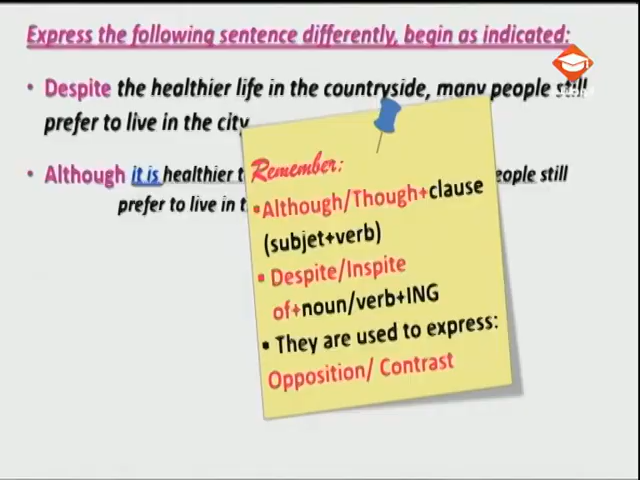 Express the following sentence differently, begin as indicated:
• Despite the healthier life in the countryside, many people still
prefer to live in the city
• Although it is healthier t
eople still
prefer to live in t
Remember:
•Although/Though+clause
(subjet+verb)
• Despite/Inspite
of+noun/verb+ING
• They are used to express:
Opposition/ Contrast